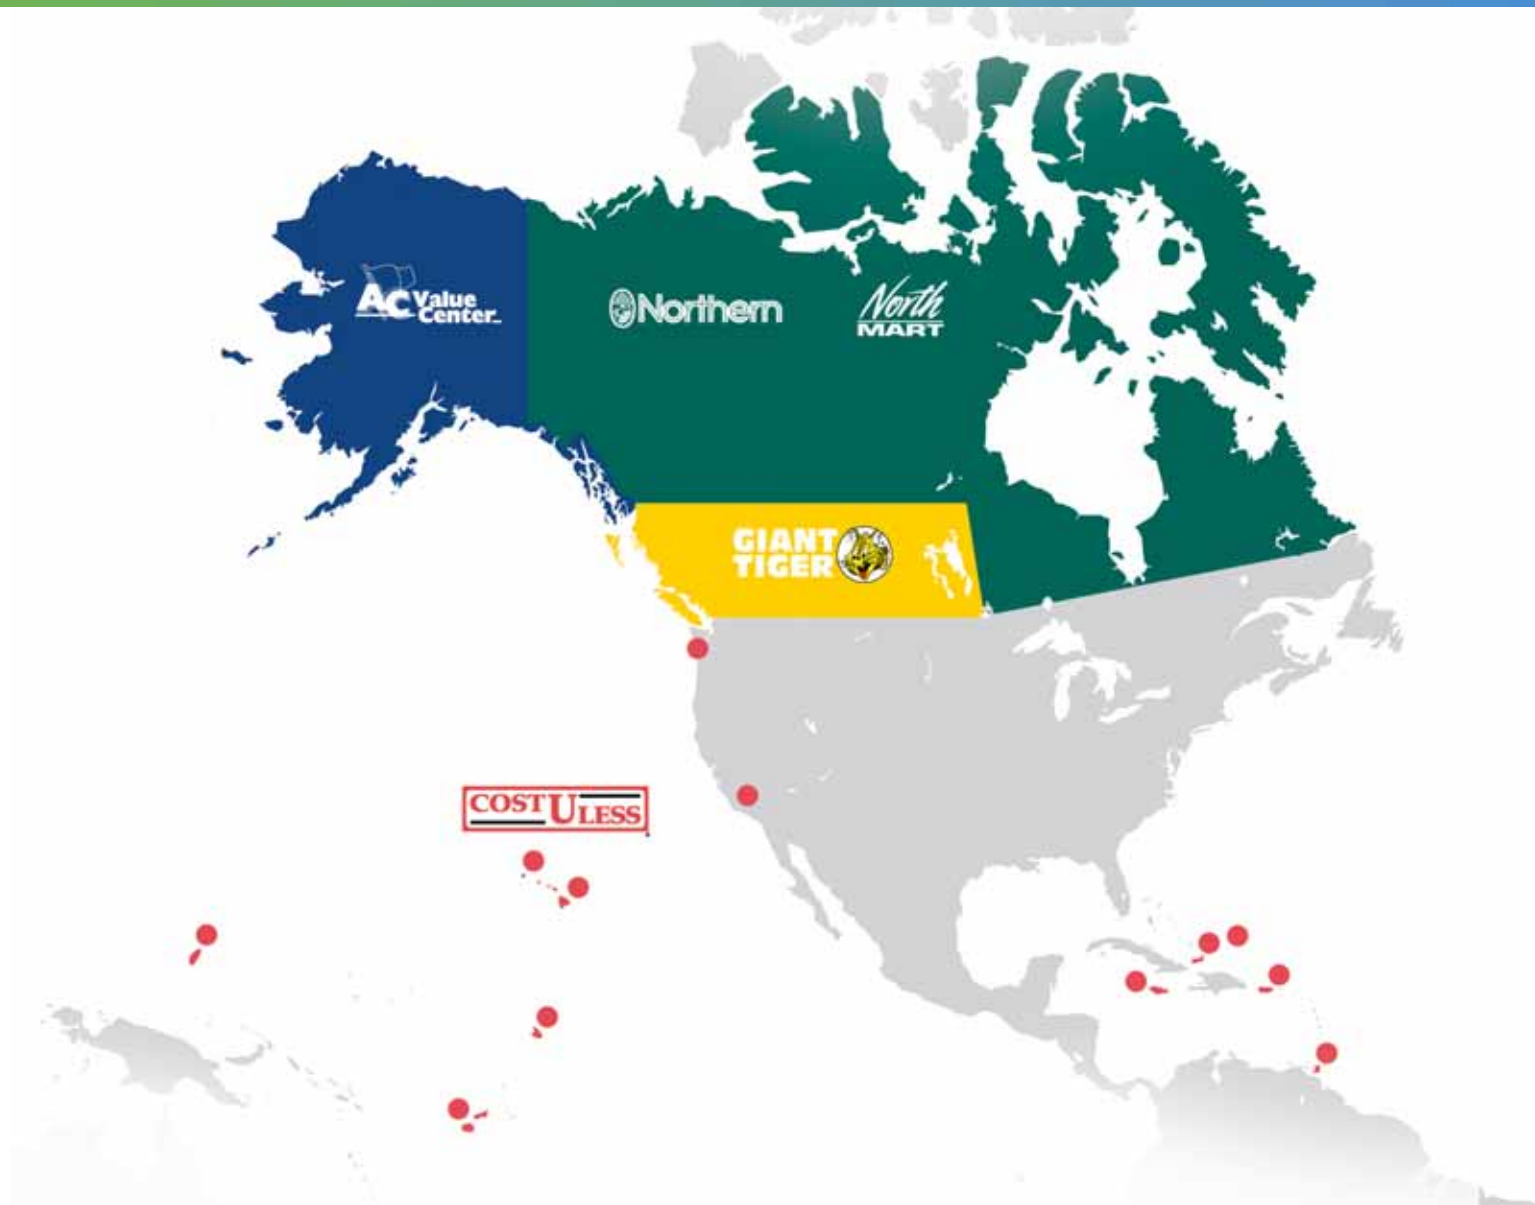 AC Value
Center
Northern
North
MART
GIANT
TIGER
COST U LESS